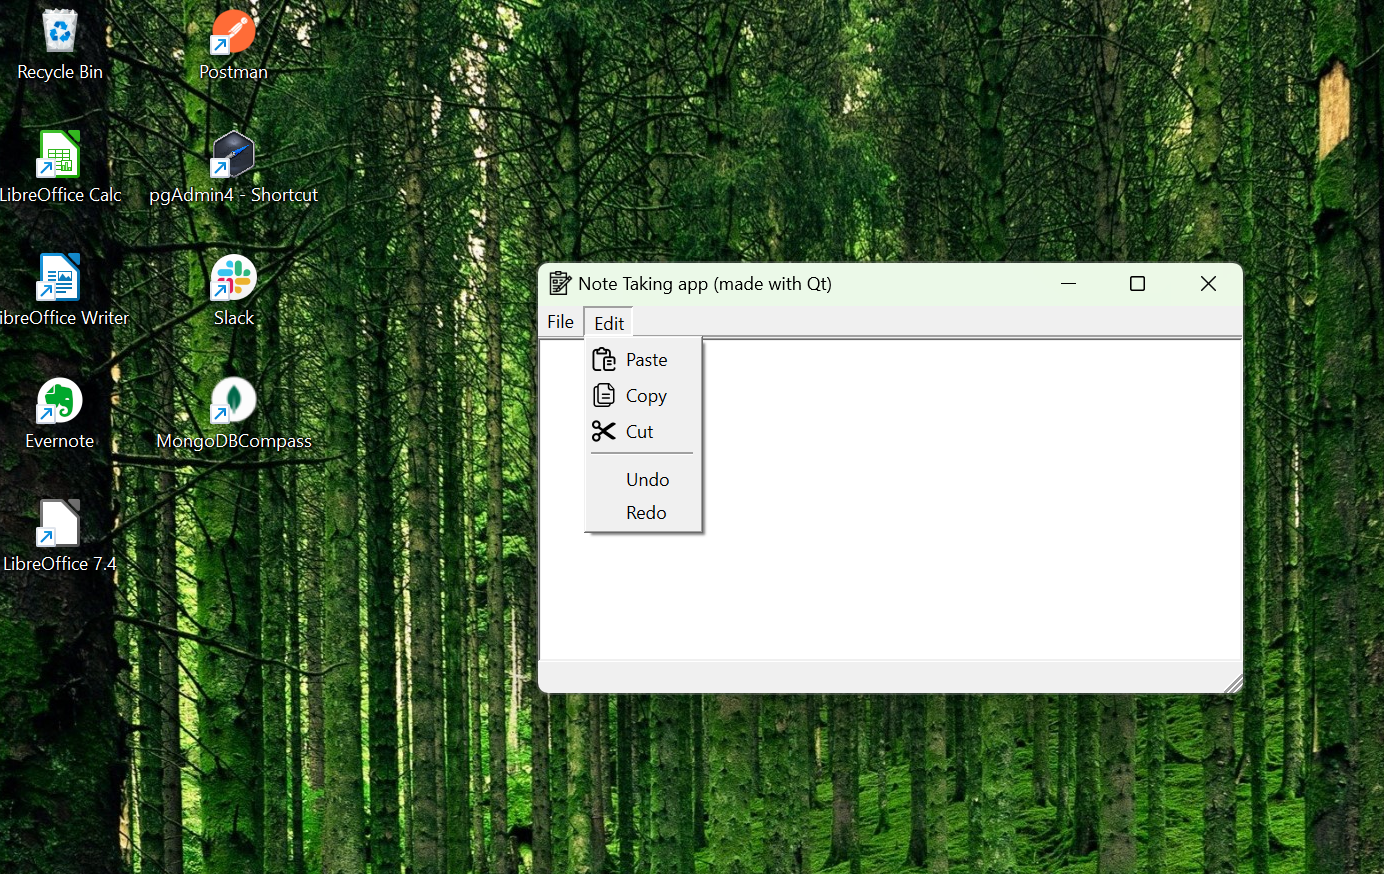 Recycle Bin
Postman
LibreOffice Calc
pgAdmin4 - Shortcut
ibreOffice Writer
Slack
Evernote
MongoDBCompass
LibreOffice 7.4
Note Taking app (made with Qt)
File Edit
Paste
Copy
Cut
Undo
Redo